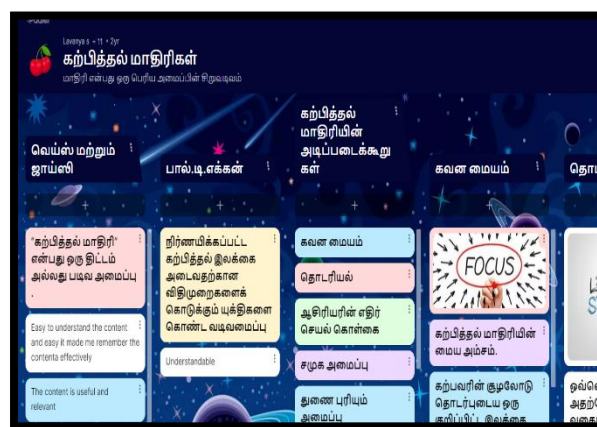 Lavanya s + 11 • 2yr
கற்பித்தல் மாதிரிகள்
மாதிரி என்பது ஒரு பெரிய அமைப்பின் சிறுவடிவம்
வெய்ஸ் மற்றும்
ஜாய்ஸி
"கற்பித்தல் மாதிரி"
என்பது ஒரு திட்டம்
அல்லது படிவ அமைப்பு
.
Easy to understand the content
and easy it made me remember the
contenta effectively
The content is useful and
relevant
பால்.டி.எக்கன்
நிர்ணயிக்கப்பட்ட
கற்பித்தல் இலக்கை
அடைவதற்கான
விதிமுறைகளைக்
கொடுக்கும் யுக்திகளை
கொண்ட வடிவமைப்பு
Understandable
கற்பித்தல்
மாதிரியின்
அடிப்படைக்கூறு
கள்
கவன மையம்
தொடரியல்
ஆசிரியரின் எதிர்
செயல் கொள்கை
சமுக அமைப்பு
துணை புரியும்
அமைப்பு
கவன மையம்
FOCUS
கற்பித்தல் மாதிரியின்
மைய அம்சம்.
கற்பவரின் சூழலோடு
தொடர்புடைய ஒரு
குறிப்பிட்ட இலக்கை